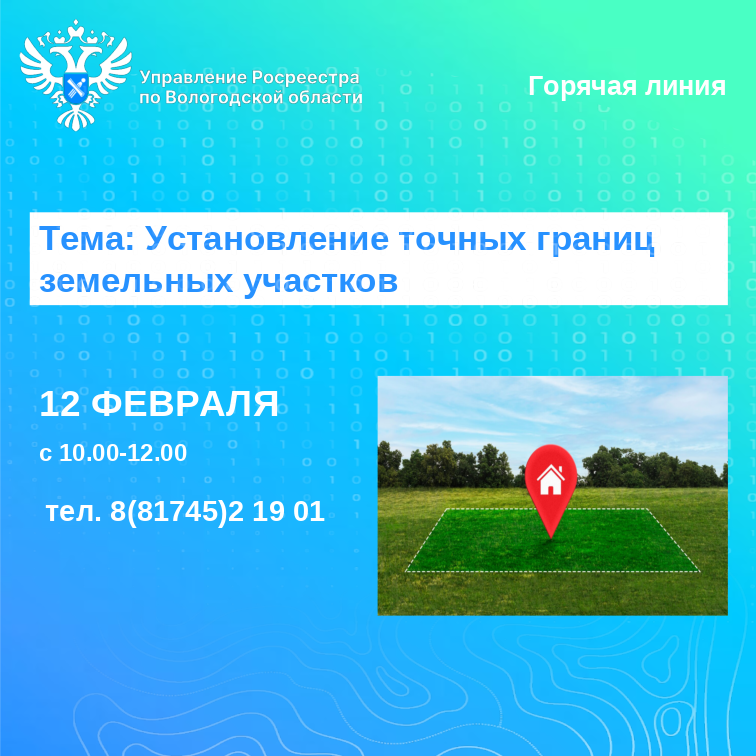 Управление Росреестра
по Вологодской области
Горячая линия
Тема: Установление точных границ
земельных участков
12 ФЕВРАЛЯ
с 10.00-12.00
тел. 8(81745)2 19 01